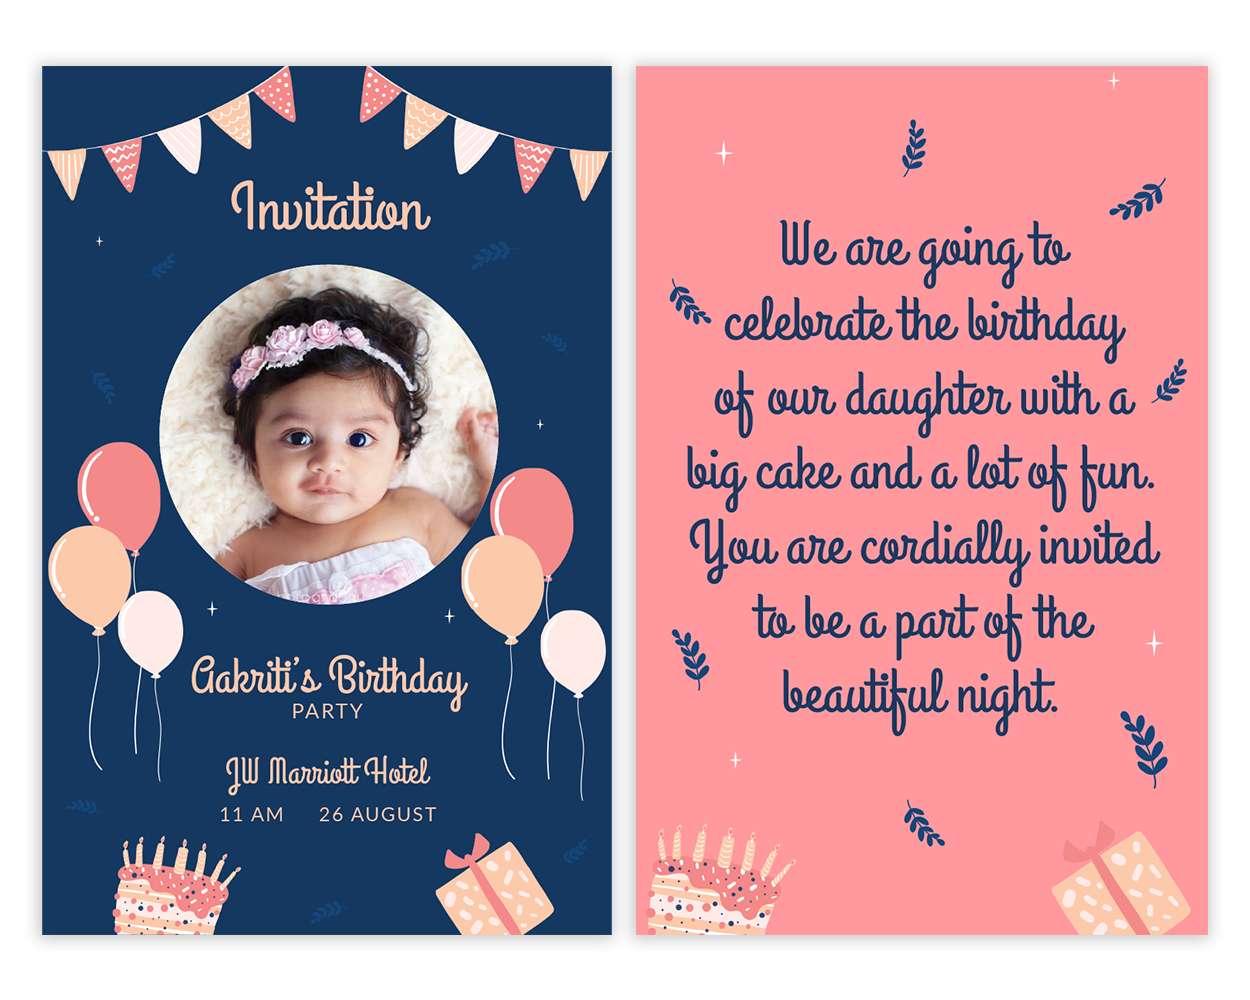 Invitation
Aakriti's Birthday
PARTY
JW Marriott Hotel
11 AM 26 AUGUST
We are going to
celebrate the birthday
of our daughter with a
big cake and a lot of fun.
You are cordially invited
to be a part of the
beautiful night.